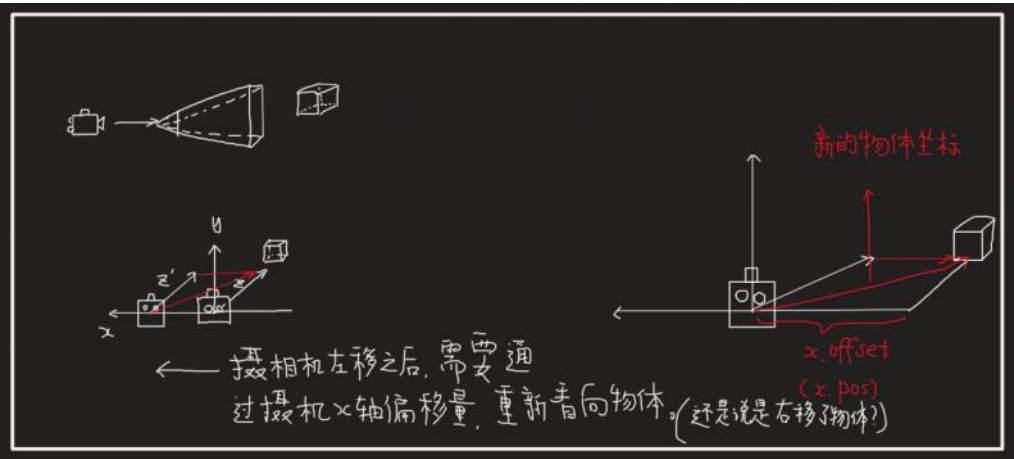 新的物体坐标
y
z'
z
x
x.offset
(x.pos)
摄相机左移之后,需要通
过摄机x轴偏移量,重新看向物体。(还是说是右移了物体?)